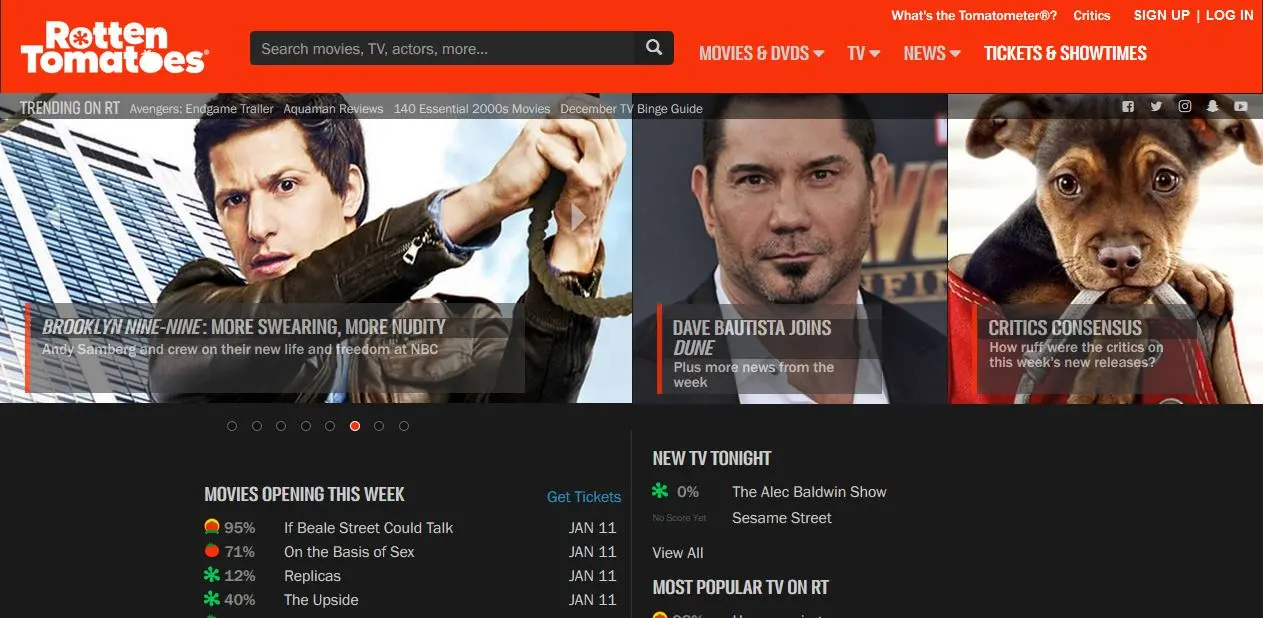 What's the Tomatometer®? Critics SIGN UP | LOG IN
Rotten
Tomatoes®
Search movies, TV, actors, more...
MOVIES & DVDS TV NEWS TICKETS & SHOWTIMES
TRENDING ON RT Avengers: Endgame Trailer Aquaman Reviews 140 Essential 2000s Movies December TV Binge Guide
BROOKLYN NINE-NINE: MORE SWEARING, MORE NUDITY
Andy Samberg and crew on their new life and freedom at NBC
DAVE BAUTISTA JOINS
DUNE
Plus more news from the
week
CRITICS CONSENSUS
How ruff were the critics on
this week's new releases?
MOVIES OPENING THIS WEEK Get Tickets
95% If Beale Street Could Talk JAN 11
71% On the Basis of Sex JAN 11
12% Replicas JAN 11
40% The Upside JAN 11
NEW TV TONIGHT
0% The Alec Baldwin Show
No Score Yet Sesame Street
View All
MOST POPULAR TV ON RT